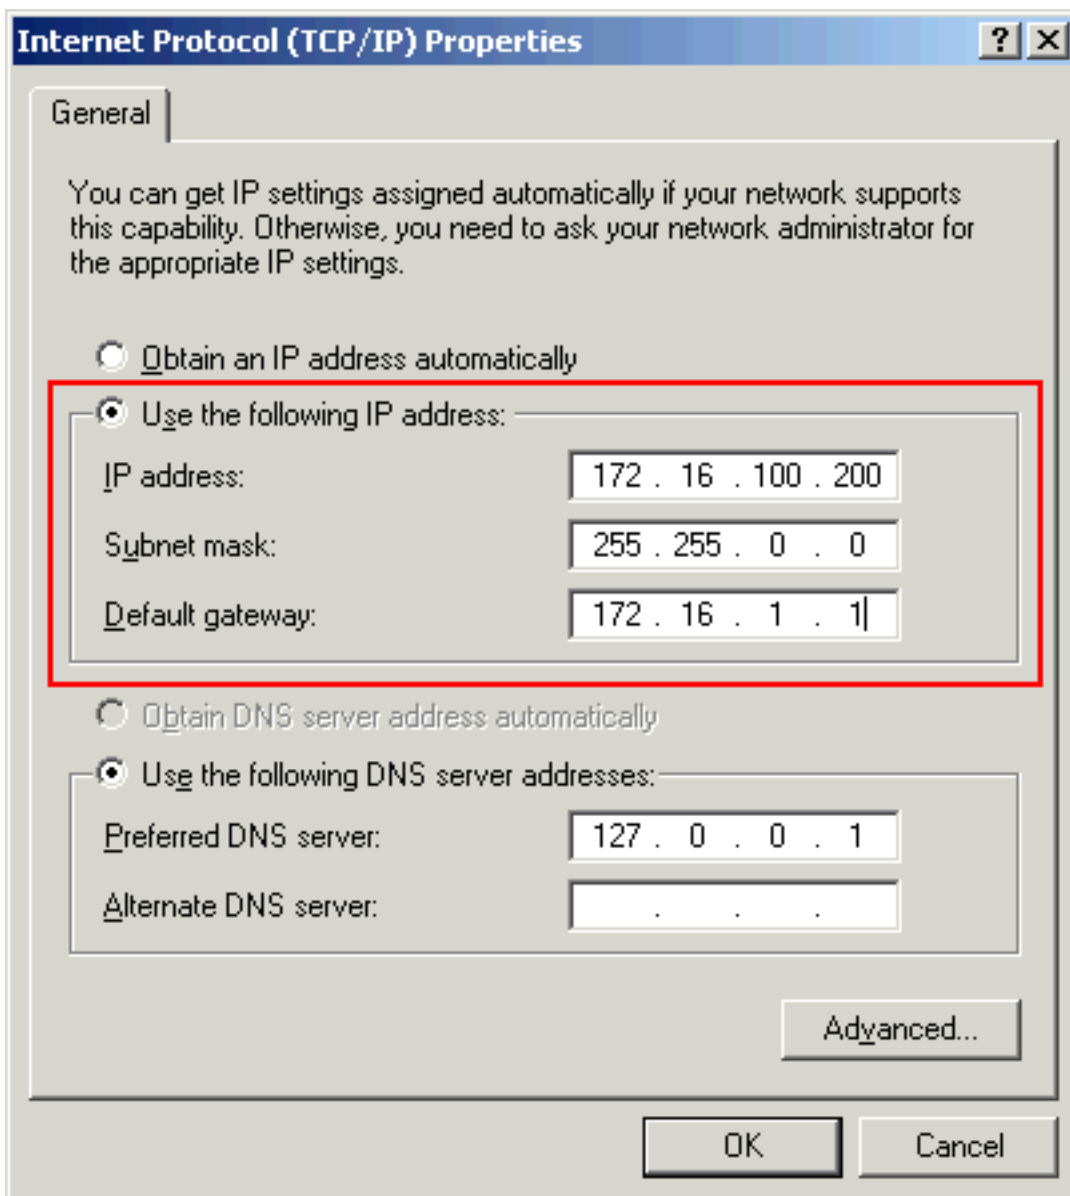 Internet Protocol (TCP/IP) Properties
General
You can get IP settings assigned automatically if your network supports
this capability. Otherwise, you need to ask your network administrator for
the appropriate IP settings.
Obtain an IP address automatically
Use the following IP address:
IP address: 172 . 16 . 100 . 200
Subnet mask: 255 . 255 . 0 . 0
Default gateway: 172 . 16 . 1 . 1
Obtain DNS server address automatically
Use the following DNS server addresses:
Preferred DNS server: 127 . 0 . 0 . 1
Alternate DNS server: . . .
Advanced...
OK Cancel